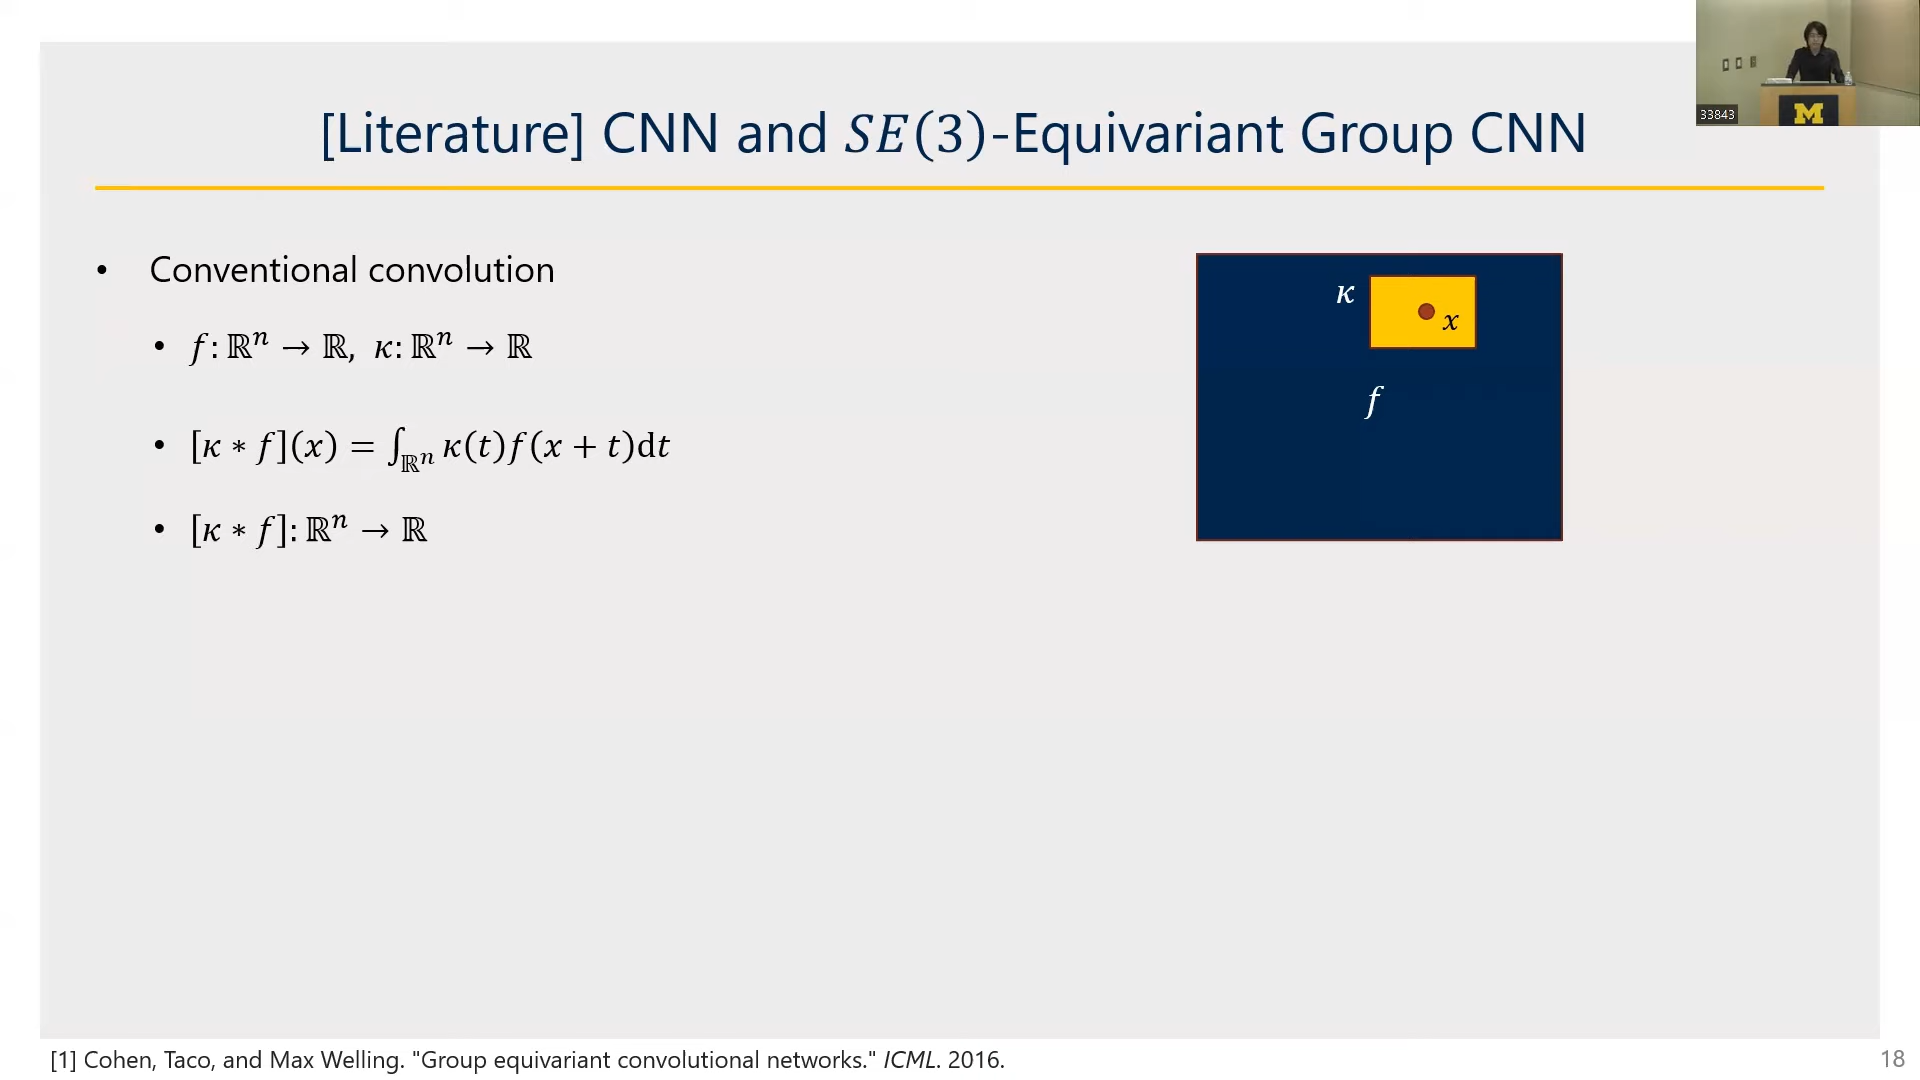 [Literature] CNN and 𝑆𝐸(3)-Equivariant Group CNN
33843
M
• Conventional convolution
• 𝑓: ℝⁿ → ℝ, 𝜅: ℝⁿ → ℝ
• [𝜅 ∗ 𝑓](𝑥) = ∫_ℝⁿ 𝜅(𝑡)𝑓(𝑥 + 𝑡)d𝑡
• [𝜅 ∗ 𝑓]: ℝⁿ → ℝ
𝜅
𝑥
𝑓
[1] Cohen, Taco, and Max Welling. "Group equivariant convolutional networks." ICML. 2016.
18